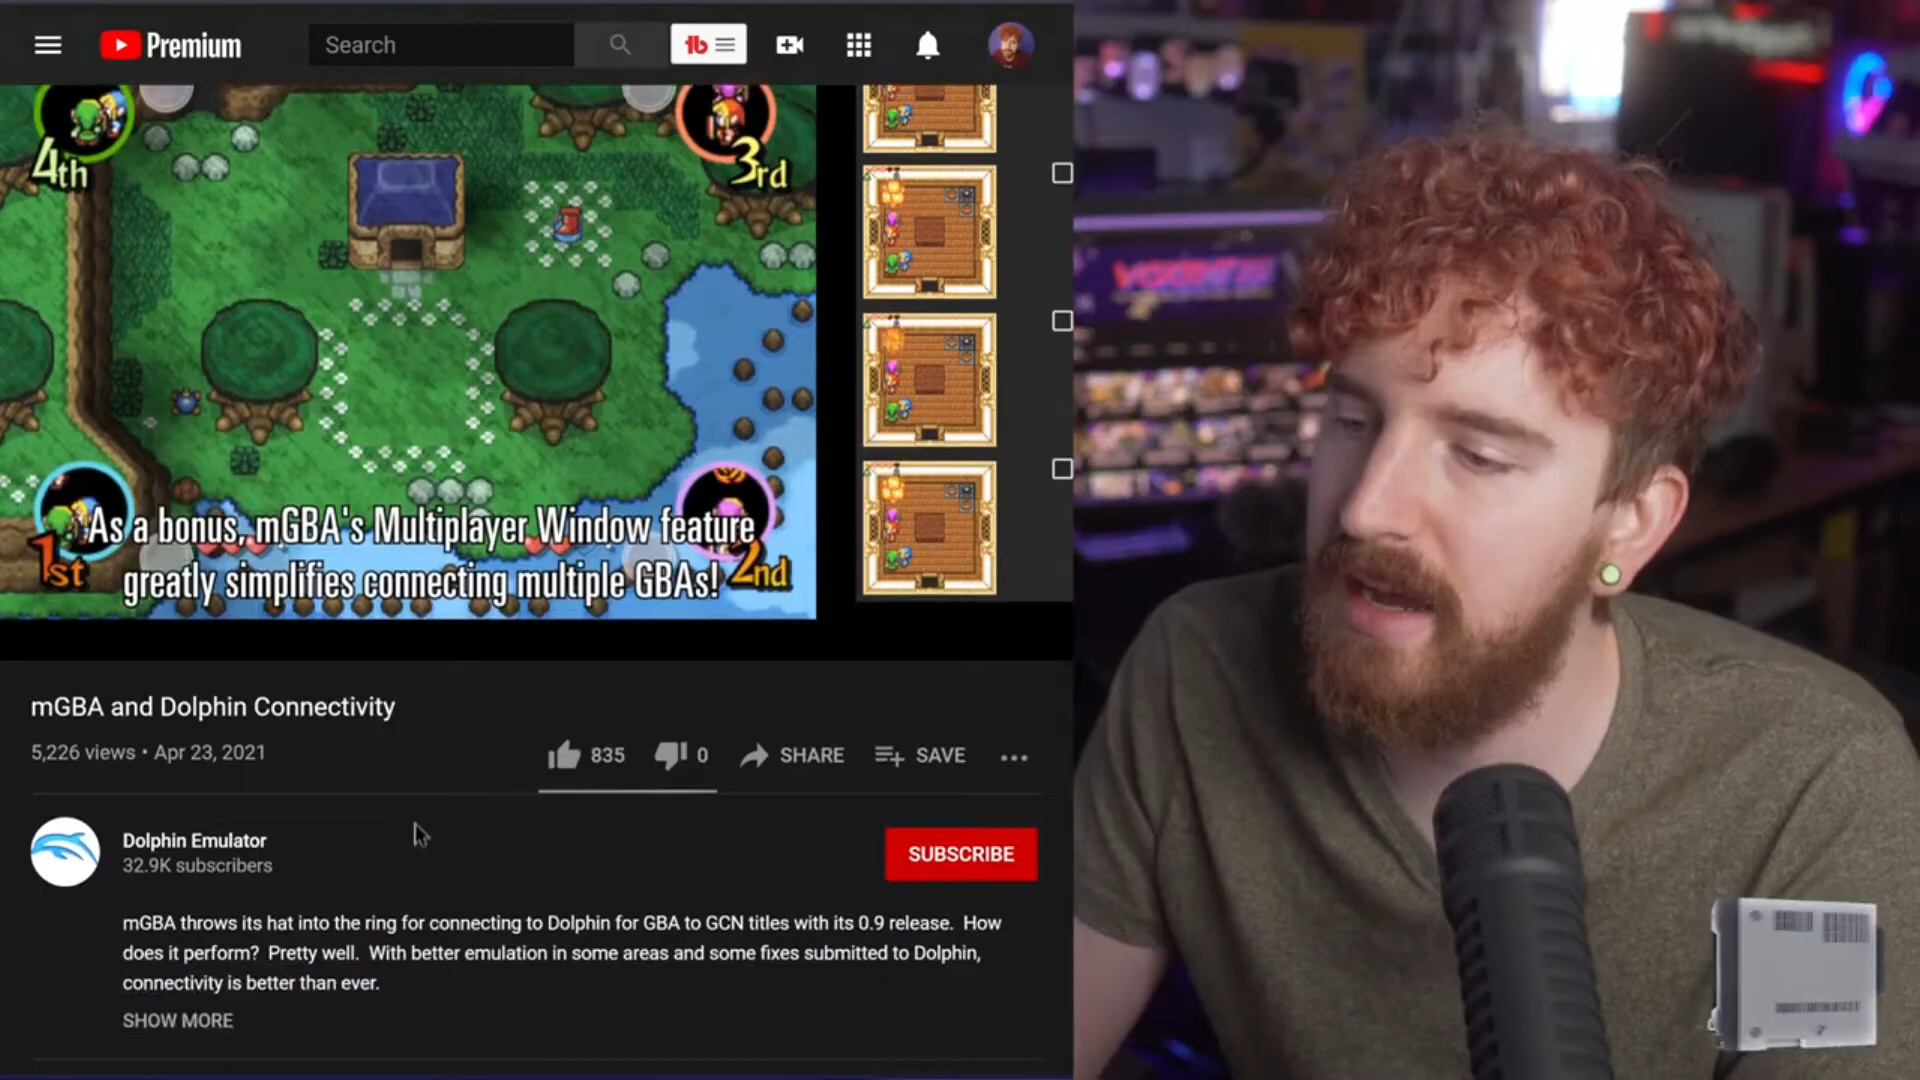 Premium
Search
4th
3rd
As a bonus, mGBA's Multiplayer Window feature
greatly simplifies connecting multiple GBAs!
1st
2nd
mGBA and Dolphin Connectivity
5,226 views • Apr 23, 2021
835
0
SHARE
SAVE
Dolphin Emulator
32.9K subscribers
SUBSCRIBE
mGBA throws its hat into the ring for connecting to Dolphin for GBA to GCN titles with its 0.9 release. How
does it perform? Pretty well. With better emulation in some areas and some fixes submitted to Dolphin,
connectivity is better than ever.
SHOW MORE